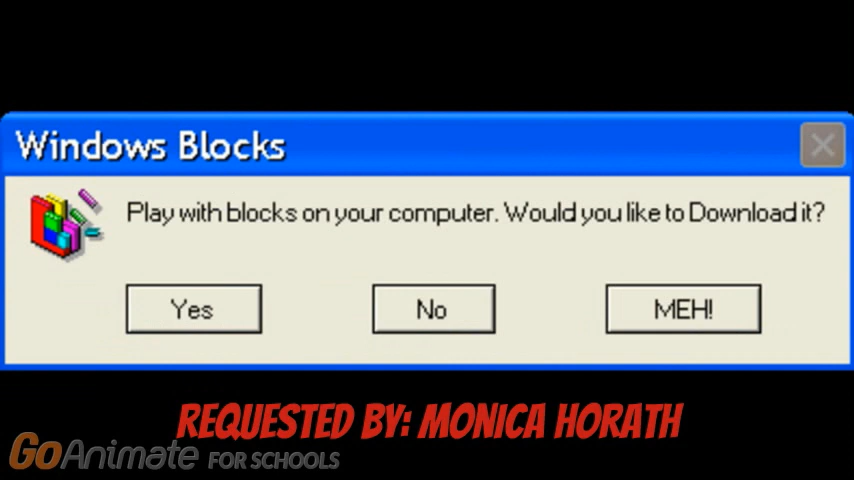 Windows Blocks
Play with blocks on your computer. Would you like to Download it?
Yes No MEH!
REQUESTED BY: MONICA HORATH
GoAnimate FOR SCHOOLS